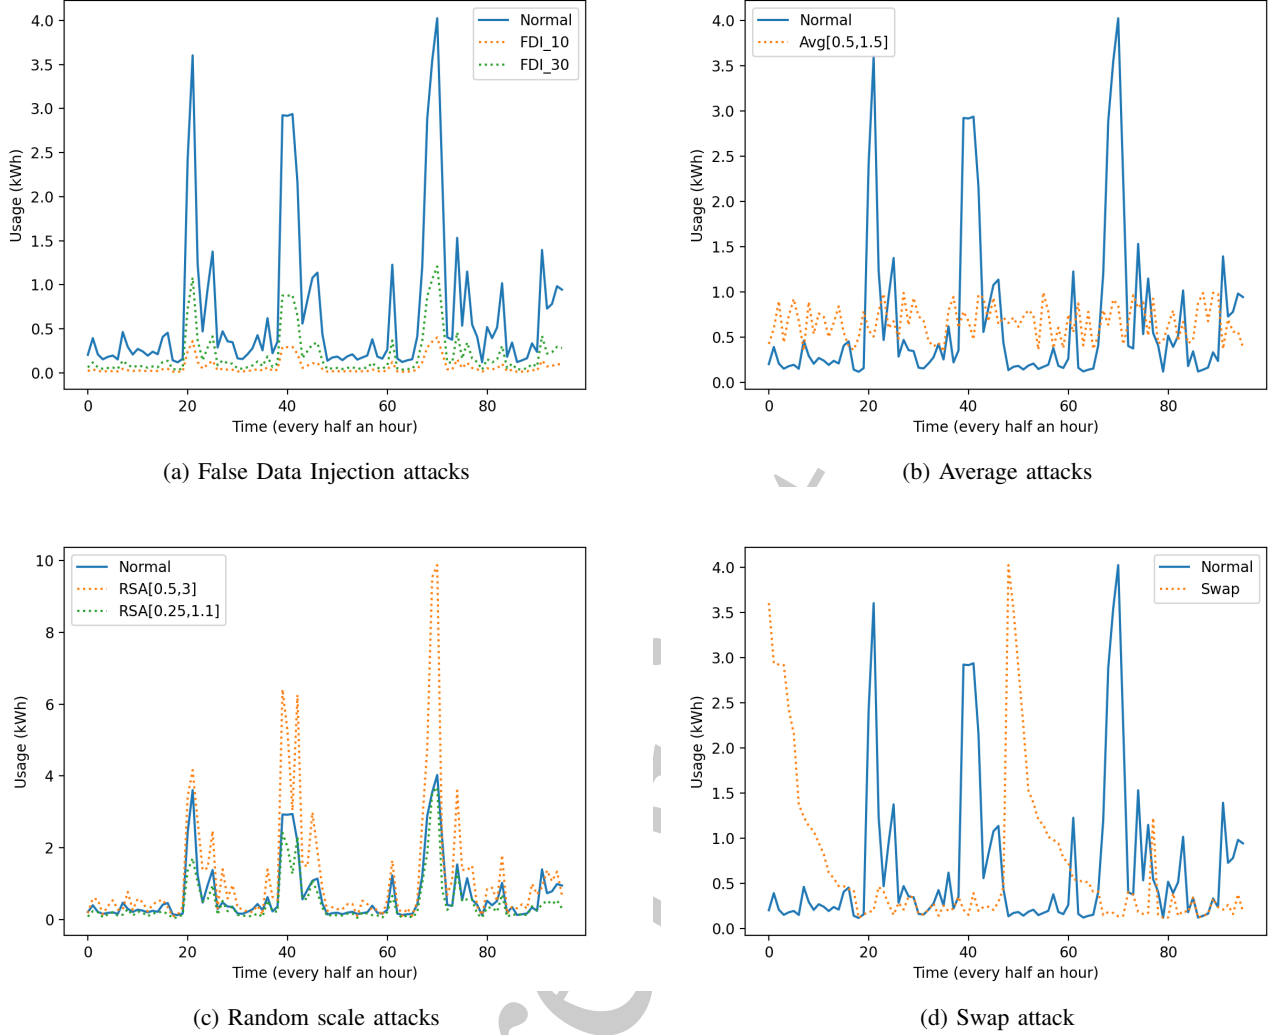 Normal
FDI_10
FDI_30
4.0
3.5
3.0
2.5
2.0
1.5
1.0
0.5
0.0
Usage (kWh)
0 20 40 60 80
Time (every half an hour)
(a) False Data Injection attacks
Normal
Avg[0.5,1.5]
4.0
3.5
3.0
2.5
2.0
1.5
1.0
0.5
0.0
Usage (kWh)
0 20 40 60 80
Time (every half an hour)
(b) Average attacks
Normal
RSA[0.5,3]
RSA[0.25,1.1]
10
8
6
4
2
0
Usage (kWh)
0 20 40 60 80
Time (every half an hour)
(c) Random scale attacks
Normal
Swap
4.0
3.5
3.0
2.5
2.0
1.5
1.0
0.5
0.0
Usage (kWh)
0 20 40 60 80
Time (every half an hour)
(d) Swap attack